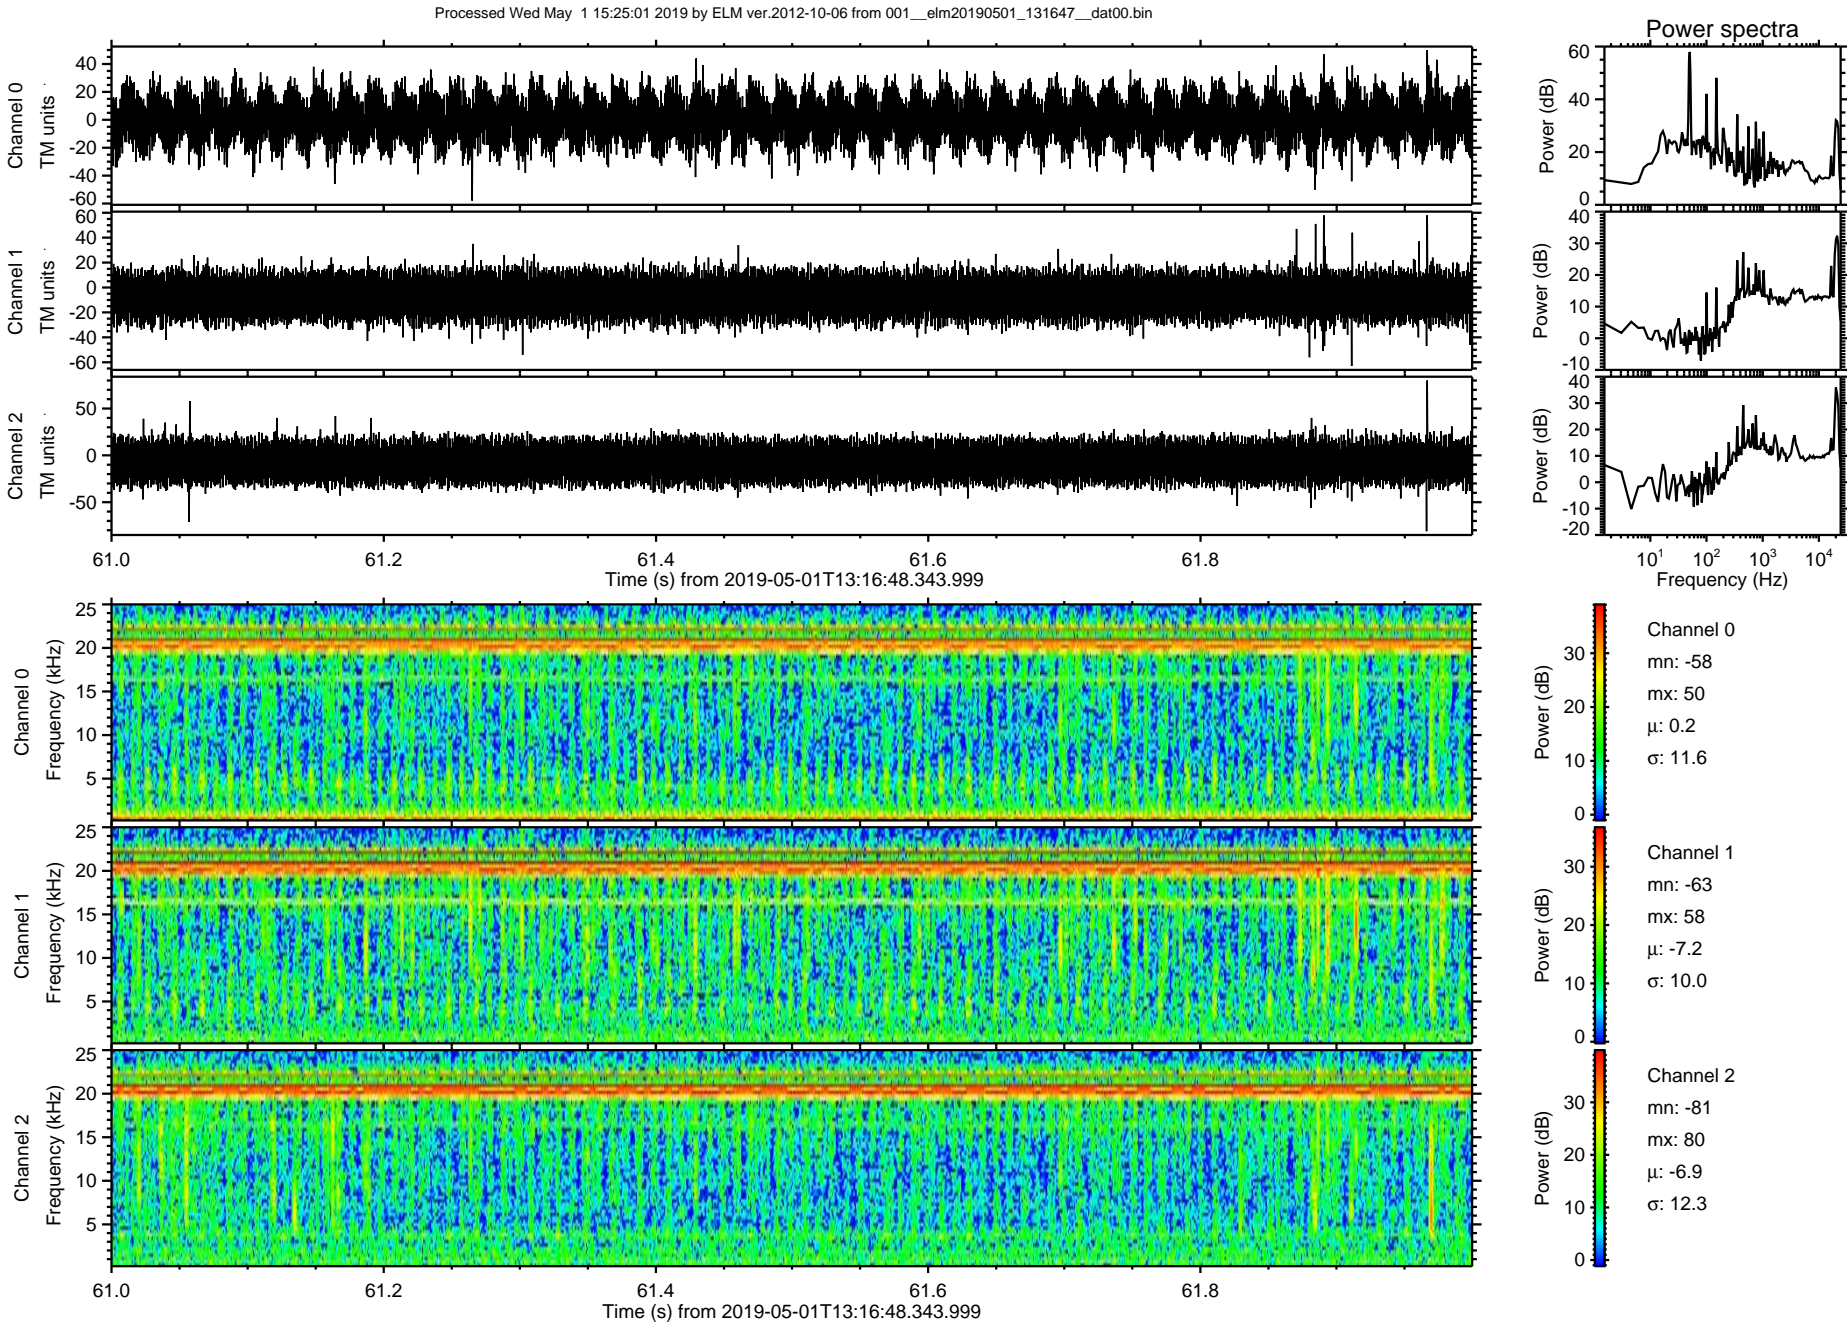 Processed Wed May  1 15:25:01 2019 by ELM ver.2012-10-06 from 001__elm20190501_131647__dat00.bin
Power spectra
Channel 0
TM units
40
20
0
-20
-40
-60
Power (dB)
60
40
20
0
Channel 1
TM units
60
40
20
0
-20
-40
-60
Power (dB)
40
30
20
10
0
-10
Channel 2
TM units
50
0
-50
Power (dB)
40
30
20
10
0
-10
-20
61.0 61.2 61.4 61.6 61.8
Time (s) from 2019-05-01T13:16:48.343.999
10¹ 10² 10³ 10⁴
Frequency (Hz)
Channel 0
Frequency (kHz)
25
20
15
10
5
Power (dB)
30
20
10
0
Channel 0
mn: -58
mx: 50
μ: 0.2
σ: 11.6
Channel 1
Frequency (kHz)
25
20
15
10
5
Power (dB)
30
20
10
0
Channel 1
mn: -63
mx: 58
μ: -7.2
σ: 10.0
Channel 2
Frequency (kHz)
25
20
15
10
5
Power (dB)
30
20
10
0
Channel 2
mn: -81
mx: 80
μ: -6.9
σ: 12.3
61.0 61.2 61.4 61.6 61.8
Time (s) from 2019-05-01T13:16:48.343.999